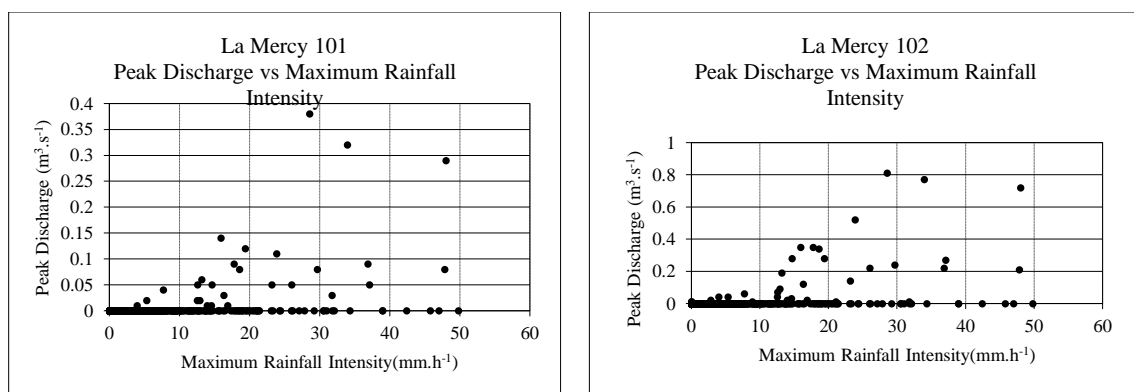 La Mercy 101
Peak Discharge vs Maximum Rainfall
Intensity
0.4
0.35
0.3
0.25
0.2
0.15
0.1
0.05
0
Peak Discharge (m³.s⁻¹)
0 10 20 30 40 50 60
Maximum Rainfall Intensity(mm.h⁻¹)
La Mercy 102
Peak Discharge vs Maximum Rainfall
Intensity
1
0.8
0.6
0.4
0.2
0
Peak Discharge (m³.s⁻¹)
0 10 20 30 40 50 60
Maximum Rainfall Intensity(mm.h⁻¹)